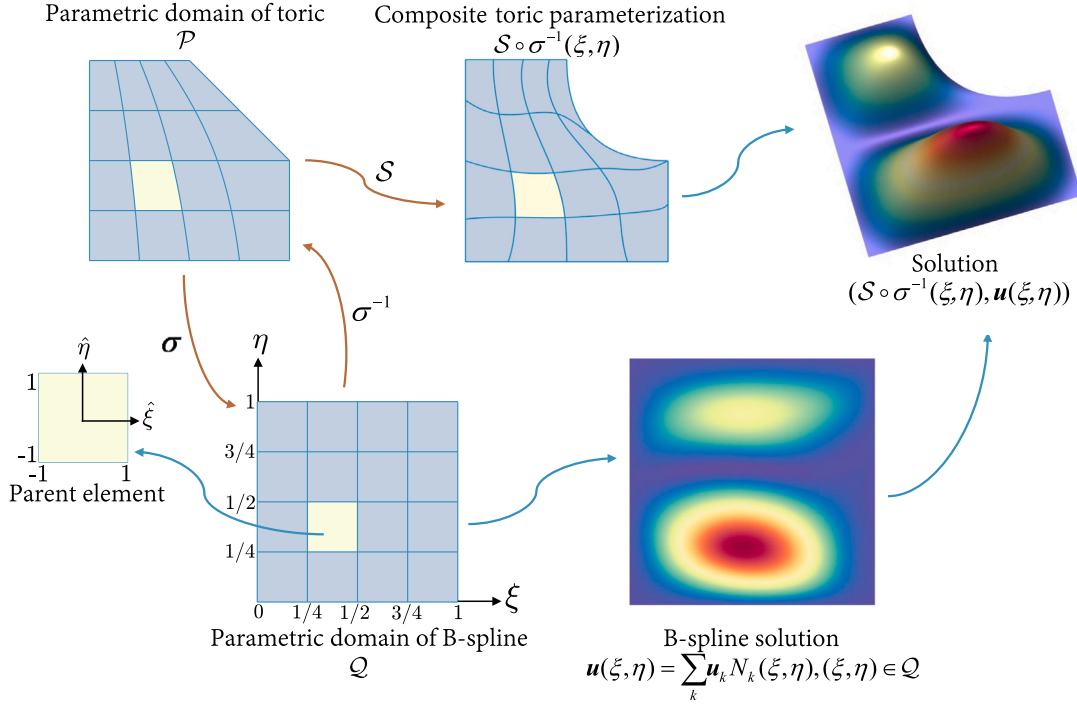 Parametric domain of toric
𝒫
Composite toric parameterization
𝒮∘σ⁻¹(ξ,η)
𝒮
Solution
(𝒮∘σ⁻¹(ξ,η),u(ξ,η))
σ
σ⁻¹
η̂
1
ξ̂
-1
-1
1
Parent element
η
1
3/4
1/2
1/4
0
1/4
1/2
3/4
1
ξ
Parametric domain of B-spline
𝒬
B-spline solution
u(ξ,η)=∑ₖuₖNₖ(ξ,η),(ξ,η)∈𝒬